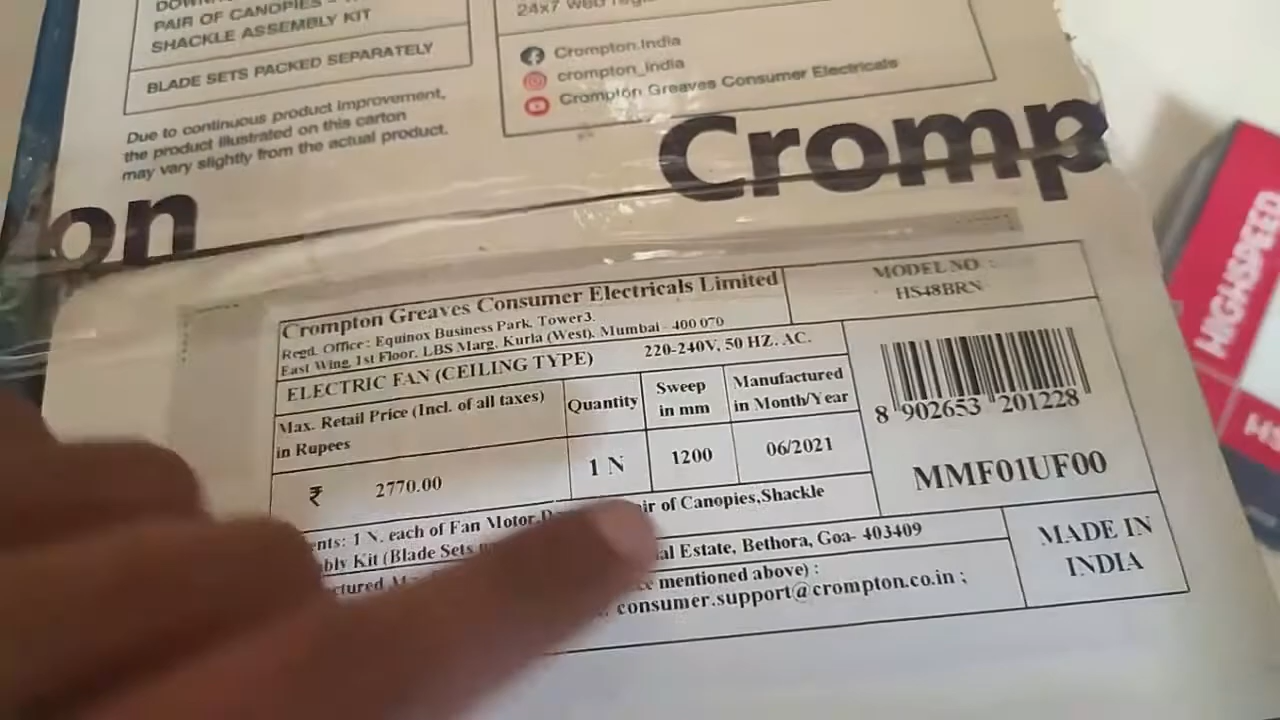 PAIR OF CANOPIES
SHACKLE ASSEMBLY KIT
BLADE SETS PACKED SEPARATELY
Due to continuous product improvement,
the product illustrated on this carton
may vary slightly from the actual product.
24x7
Crompton.India
crompton_india
Crompton Greaves Consumer Electricals
on
Cromp
Crompton Greaves Consumer Electricals Limited
Regd. Office: Equinox Business Park, Tower3,
East Wing, 1st Floor, LBS Marg, Kurla (West), Mumbai - 400 070
MODEL NO :
HS48BRN
ELECTRIC FAN (CEILING TYPE)
220-240V, 50 HZ. AC.
Max. Retail Price (Incl. of all taxes)
in Rupees
Quantity
Sweep
in mm
Manufactured
in Month/Year
₹ 2770.00
1 N
1200
06/2021
8 902653 201228
MMF01UF00
ents: 1 N. each of Fan Motor, ir of Canopies,Shackle
bly Kit (Blade Sets
al Estate, Bethora, Goa- 403409
mentioned above) :
consumer.support@crompton.co.in ;
MADE IN
INDIA
HIGHSPEED